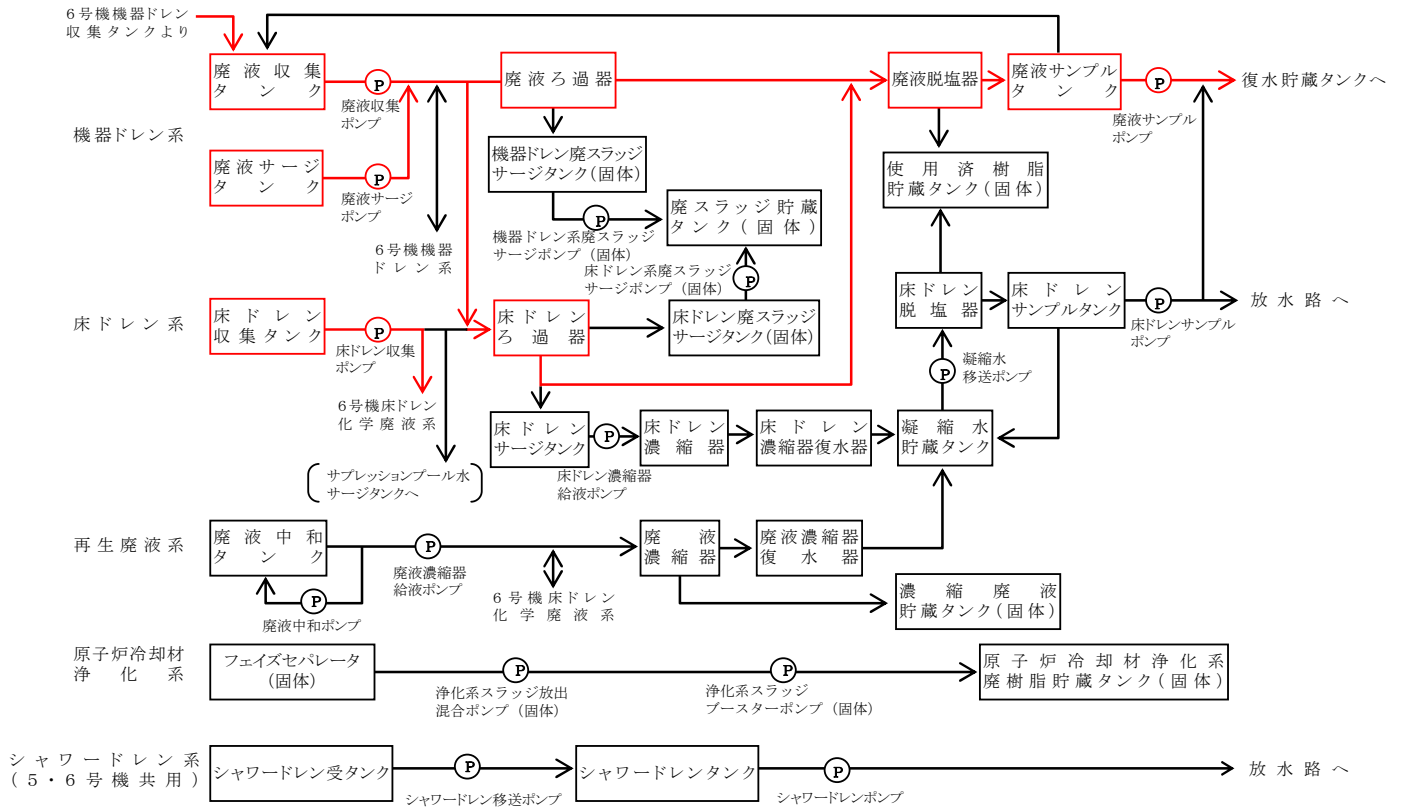 6号機機器ドレン
収集タンクより
廃液収集
タンク
P
廃液収集
ポンプ
廃液ろ過器
廃液脱塩器
廃液サンプル
タンク
P
廃液サンプル
ポンプ
復水貯蔵タンクへ
機器ドレン系
廃液サージ
タンク
P
廃液サージ
ポンプ
6号機機器
ドレン系
機器ドレン廃スラッジ
サージタンク(固体)
P
機器ドレン系廃スラッジ
サージポンプ(固体)
廃スラッジ貯蔵
タンク(固体)
使用済樹脂
貯蔵タンク(固体)
床ドレン系廃スラッジ
サージポンプ(固体)
P
床ドレン系
床ドレン
収集タンク
P
床ドレン収集
ポンプ
床ドレン
ろ過器
床ドレン廃スラッジ
サージタンク(固体)
床ドレン
脱塩器
床ドレン
サンプルタンク
P
床ドレンサンプル
ポンプ
放水路へ
P
凝縮水
移送ポンプ
6号機床ドレン
化学廃液系
サプレッションプール水
サージタンクへ
床ドレン
サージタンク
P
床ドレン濃縮器
給液ポンプ
床ドレン
濃縮器
床ドレン
濃縮器復水器
凝縮水
貯蔵タンク
再生廃液系
廃液中和
タンク
P
廃液中和ポンプ
P
廃液濃縮器
給液ポンプ
6号機床ドレン
化学廃液系
廃液
濃縮器
廃液濃縮器
復水器
濃縮廃液
貯蔵タンク(固体)
原子炉冷却材
浄化系
フェイズセパレータ
(固体)
P
浄化系スラッジ放出
混合ポンプ(固体)
P
浄化系スラッジ
ブースターポンプ(固体)
原子炉冷却材浄化系
廃樹脂貯蔵タンク(固体)
シャワードレン系
(5・6号機共用)
シャワードレン受タンク
P
シャワードレン移送ポンプ
シャワードレンタンク
P
シャワードレンポンプ
放水路へ